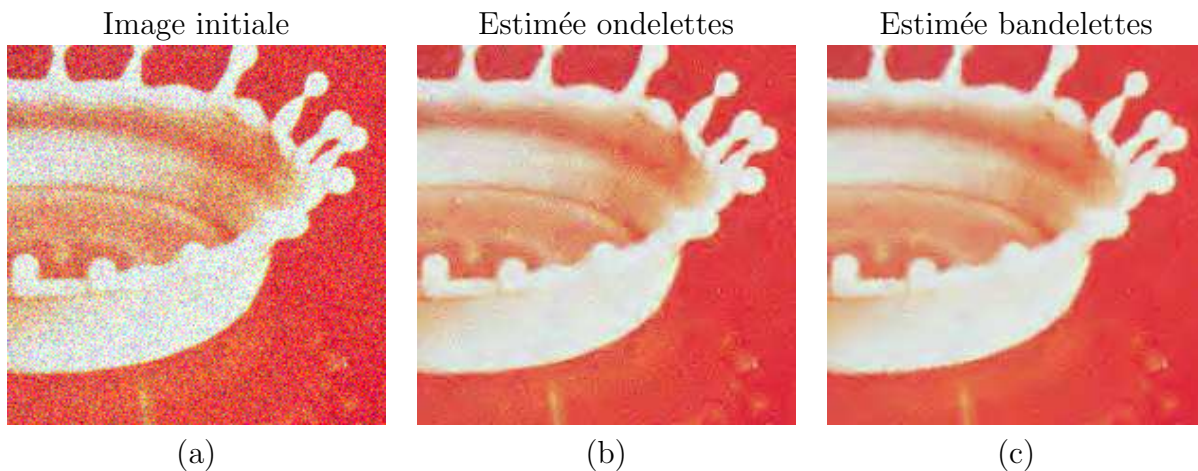 Image initiale
Estimée ondelettes
Estimée bandelettes
(a)
(b)
(c)